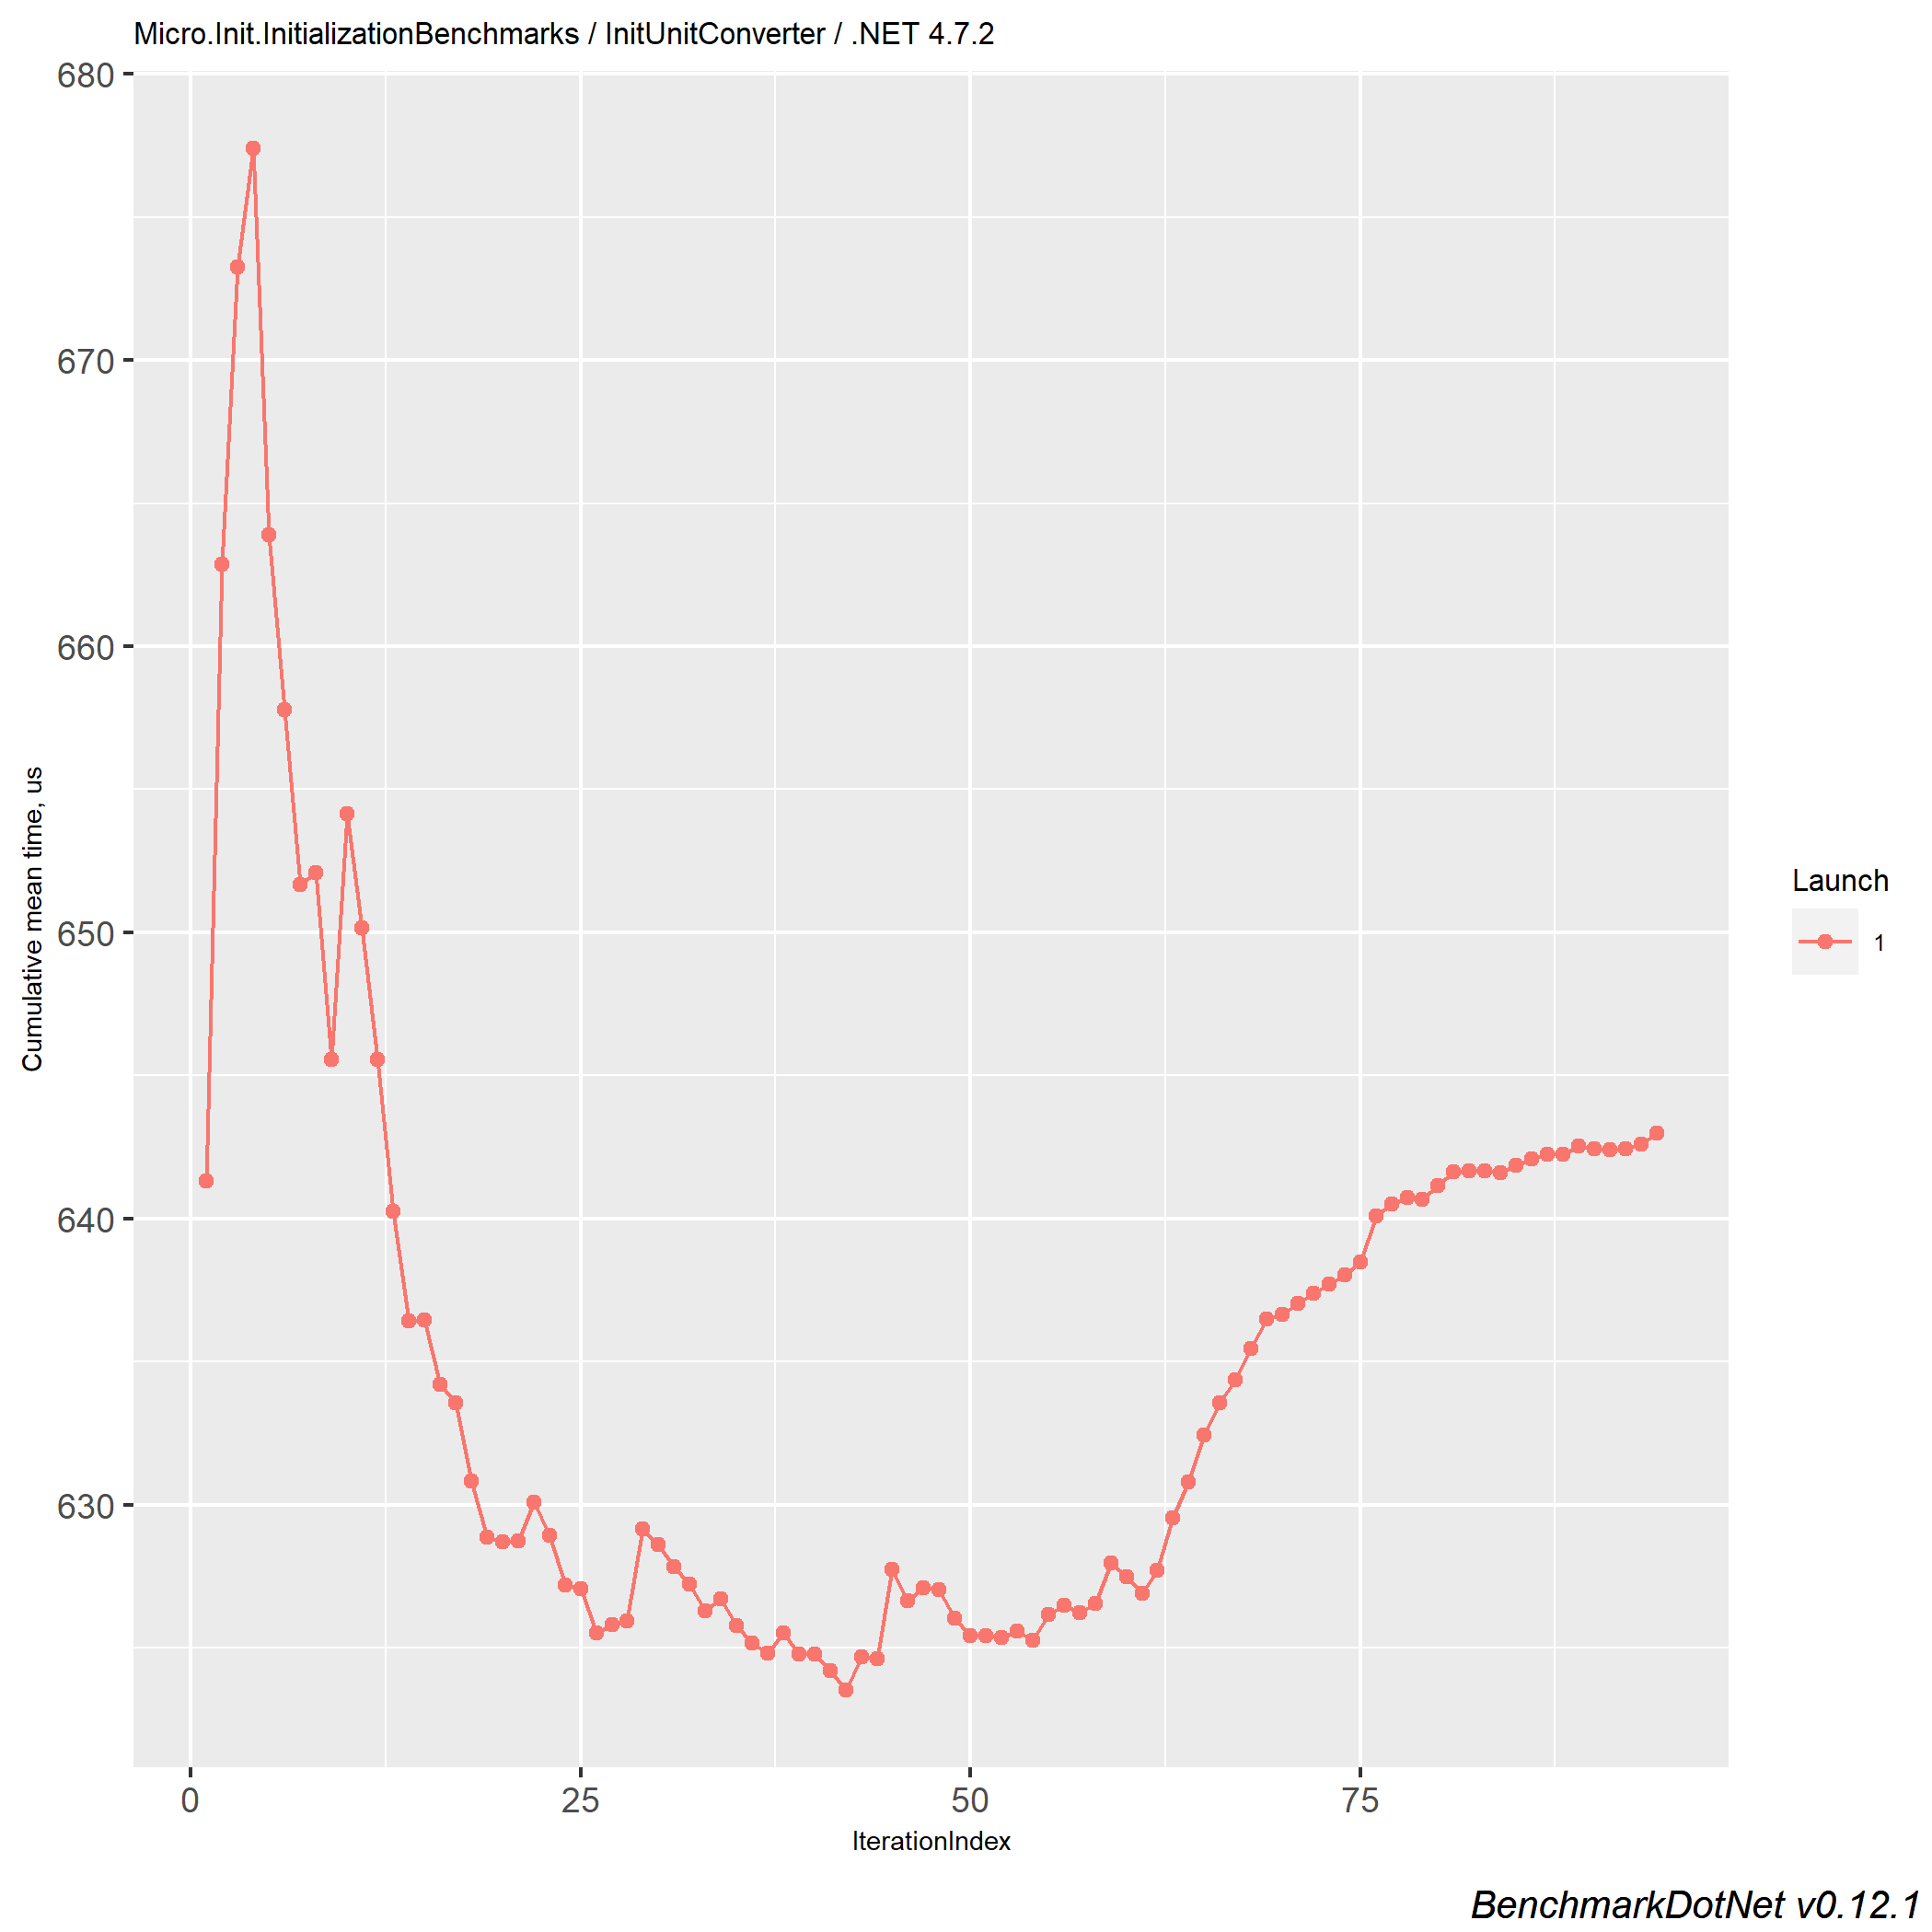 Micro.Init.InitializationBenchmarks / InitUnitConverter / .NET 4.7.2
680
670
660
650
640
630
Cumulative mean time, us
0 25 50 75
IterationIndex
Launch
1
BenchmarkDotNet v0.12.1